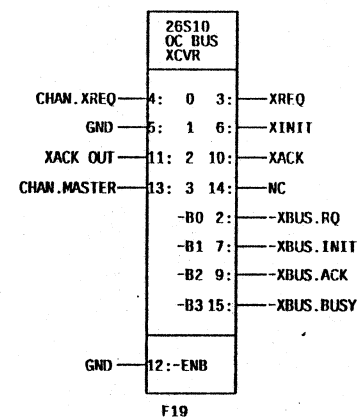 26S10
OC BUS
XCVR
CHAN.XREQ 4: 0 3: XREQ
GND 5: 1 6: XINIT
XACK OUT 11: 2 10: XACK
CHAN.MASTER 13: 3 14: NC
-B0 2: -XBUS.RQ
-B1 7: -XBUS.INIT
-B2 9: -XBUS.ACK
-B3 15: -XBUS.BUSY
GND 12:-ENB
F19